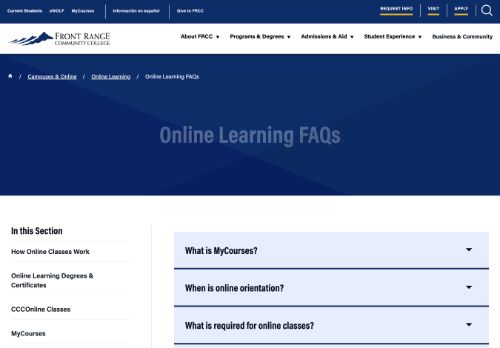 Current Students eWOLF MyCourses Información en español Give to FRCC REQUEST INFO VISIT APPLY
FRONT RANGE
COMMUNITY COLLEGE
About FRCC Programs & Degrees Admissions & Aid Student Experience Business & Community
/ Campuses & Online / Online Learning / Online Learning FAQs
Online Learning FAQs
In this Section
How Online Classes Work
Online Learning Degrees &
Certificates
CCCOnline Classes
MyCourses
What is MyCourses?
When is online orientation?
What is required for online classes?